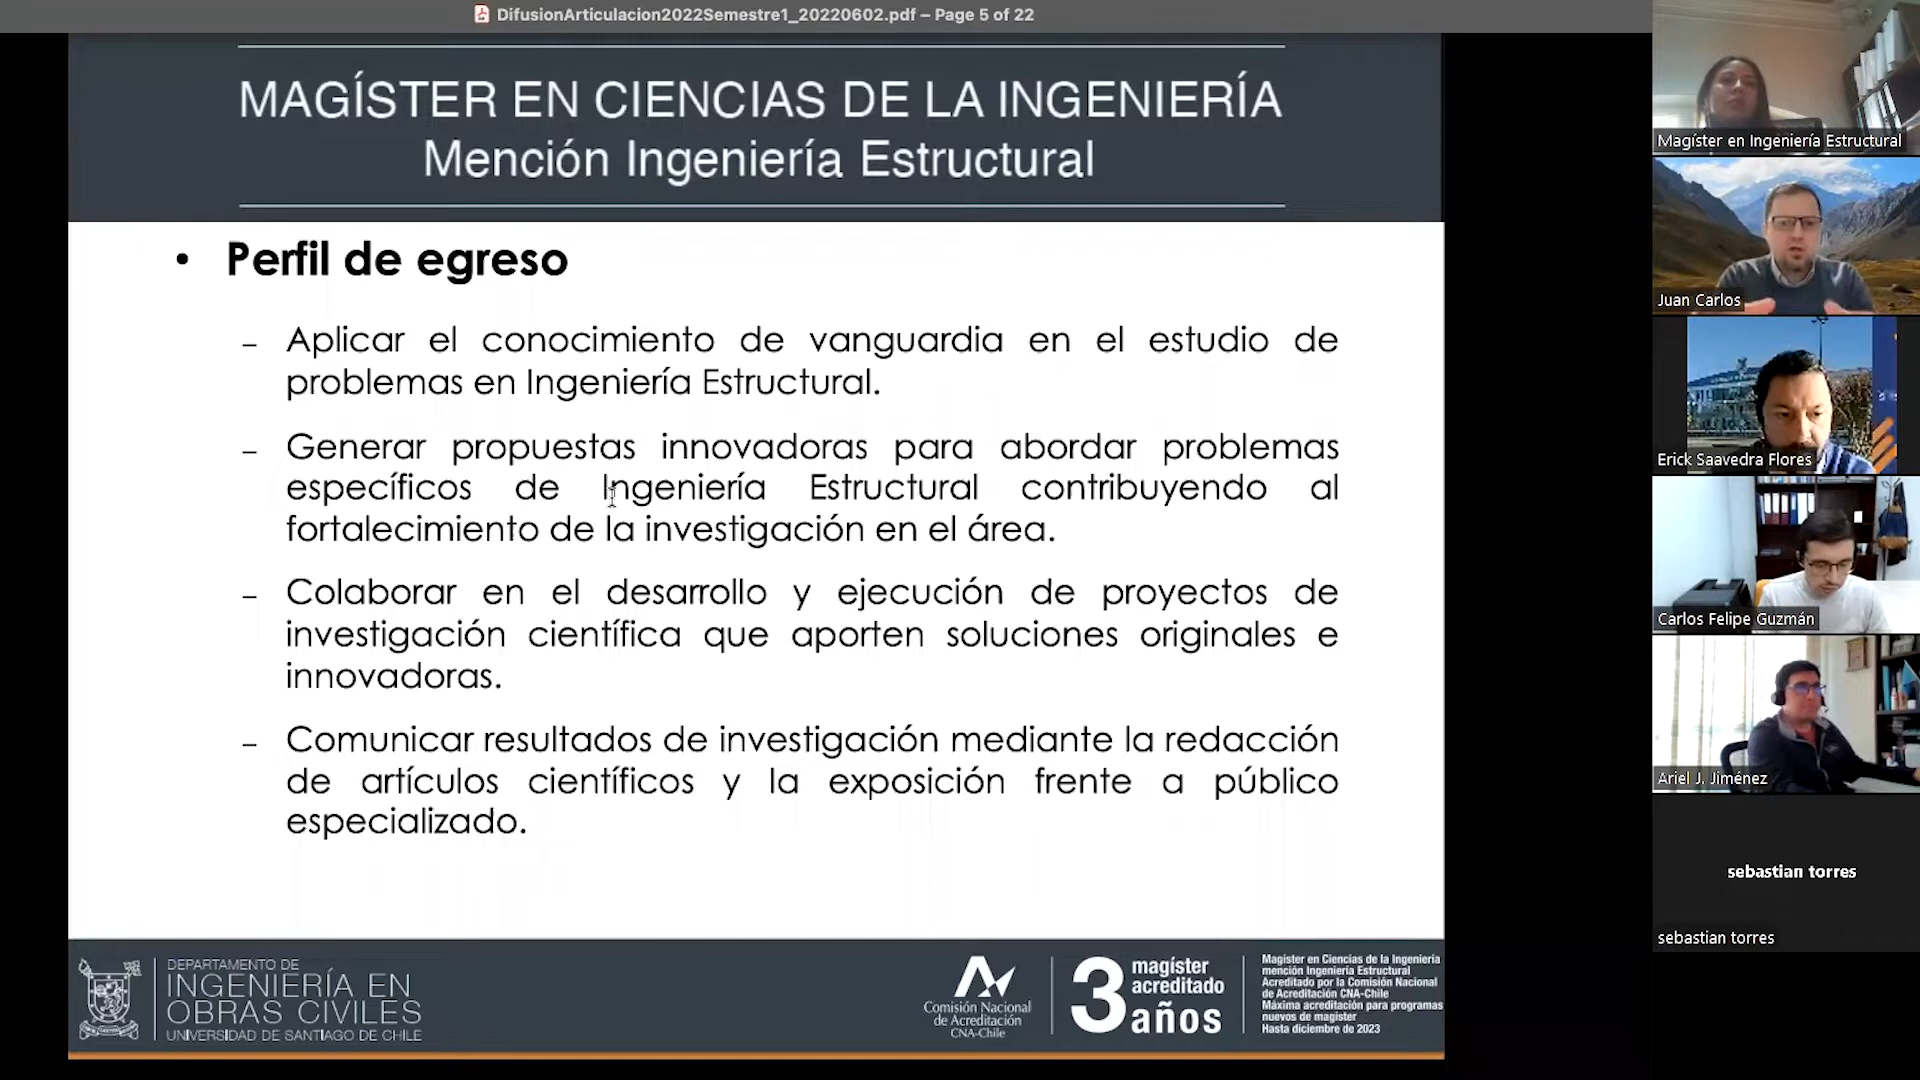 DifusionArticulacion2022Semestre1_20220602.pdf – Page 5 of 22
MAGÍSTER EN CIENCIAS DE LA INGENIERÍA
Mención Ingeniería Estructural
• Perfil de egreso
– Aplicar el conocimiento de vanguardia en el estudio de
problemas en Ingeniería Estructural.
– Generar propuestas innovadoras para abordar problemas
específicos de Ingeniería Estructural contribuyendo al
fortalecimiento de la investigación en el área.
– Colaborar en el desarrollo y ejecución de proyectos de
investigación científica que aporten soluciones originales e
innovadoras.
– Comunicar resultados de investigación mediante la redacción
de artículos científicos y la exposición frente a público
especializado.
DEPARTAMENTO DE
INGENIERÍA EN
OBRAS CIVILES
UNIVERSIDAD DE SANTIAGO DE CHILE
Comisión Nacional
de Acreditación
CNA-Chile
3 magíster
acreditado
años
Magíster en Ciencias de la Ingeniería
mención Ingeniería Estructural
Acreditado por la Comisión Nacional
de Acreditación CNA-Chile
Máxima acreditación para programas
nuevos de magíster
Hasta diciembre de 2023
Magíster en Ingeniería Estructural
Juan Carlos
Erick Saavedra Flores
Carlos Felipe Guzmán
Ariel J. Jiménez
sebastian torres
sebastian torres